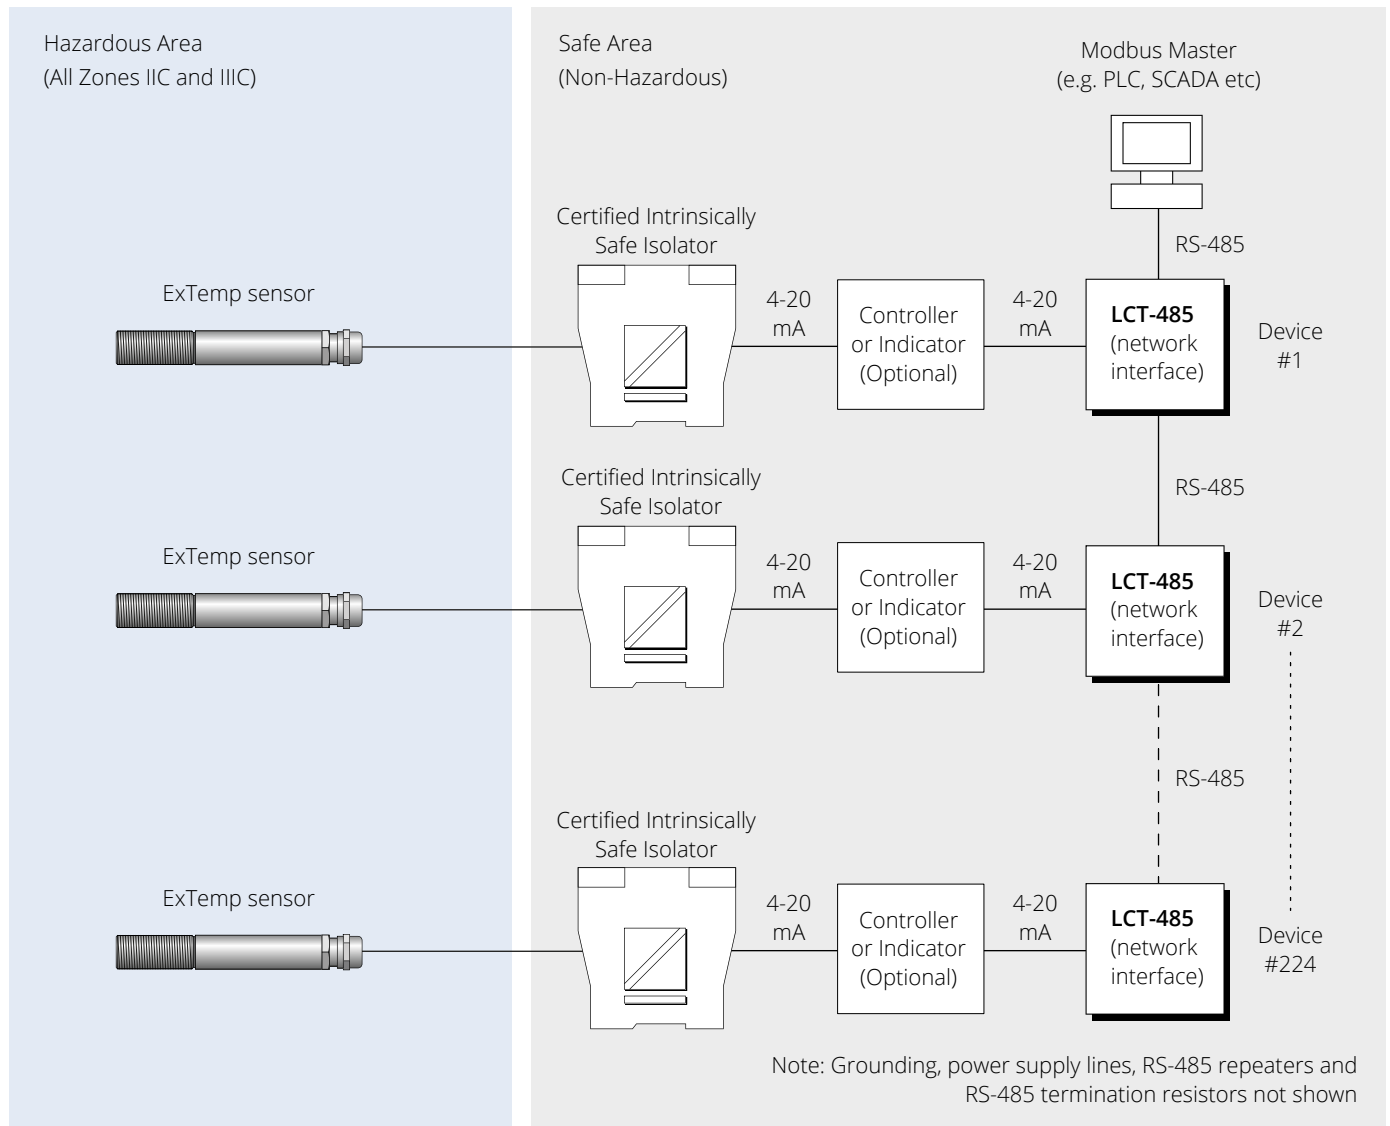 Hazardous Area
(All Zones IIC and IIIC)
Safe Area
(Non-Hazardous)
Modbus Master
(e.g. PLC, SCADA etc)
RS-485
Certified Intrinsically
Safe Isolator
ExTemp sensor
4-20
mA
Controller
or Indicator
(Optional)
4-20
mA
LCT-485
(network
interface)
Device
#1
RS-485
Certified Intrinsically
Safe Isolator
ExTemp sensor
4-20
mA
Controller
or Indicator
(Optional)
4-20
mA
LCT-485
(network
interface)
Device
#2
RS-485
Certified Intrinsically
Safe Isolator
ExTemp sensor
4-20
mA
Controller
or Indicator
(Optional)
4-20
mA
LCT-485
(network
interface)
Device
#224
Note: Grounding, power supply lines, RS-485 repeaters and
RS-485 termination resistors not shown